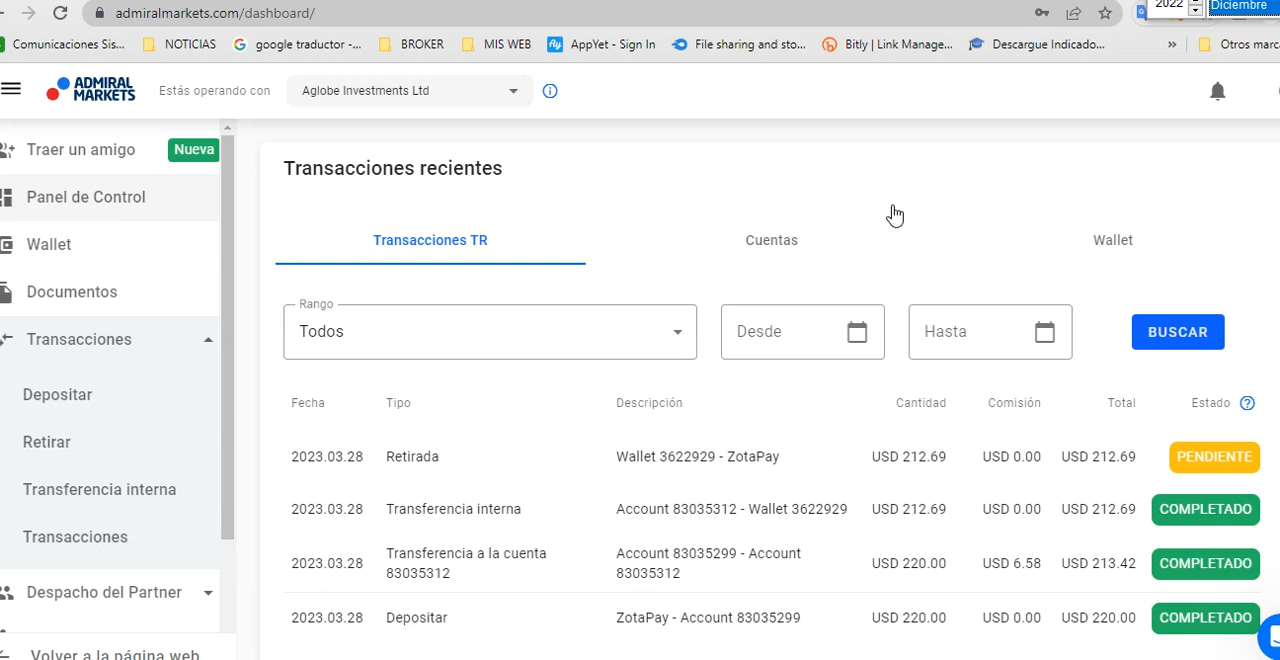 2022 Diciembre
admiralmarkets.com/dashboard/
Comunicaciones Sis... NOTICIAS google traductor -... BROKER MIS WEB AppYet - Sign In File sharing and sto... Bitly | Link Manage... Descargue Indicado... » Otros marc
ADMIRAL MARKETS Estás operando con Aglobe Investments Ltd
Traer un amigo Nueva
Panel de Control
Wallet
Documentos
Transacciones
Depositar
Retirar
Transferencia interna
Transacciones
Despacho del Partner
Volver a la página web
Transacciones recientes
Transacciones TR Cuentas Wallet
Rango
Todos Desde Hasta BUSCAR
Fecha Tipo Descripción Cantidad Comisión Total Estado
2023.03.28 Retirada Wallet 3622929 - ZotaPay USD 212.69 USD 0.00 USD 212.69 PENDIENTE
2023.03.28 Transferencia interna Account 83035312 - Wallet 3622929 USD 212.69 USD 0.00 USD 212.69 COMPLETADO
2023.03.28 Transferencia a la cuenta 83035312 Account 83035299 - Account 83035312 USD 220.00 USD 6.58 USD 213.42 COMPLETADO
2023.03.28 Depositar ZotaPay - Account 83035299 USD 220.00 USD 0.00 USD 220.00 COMPLETADO